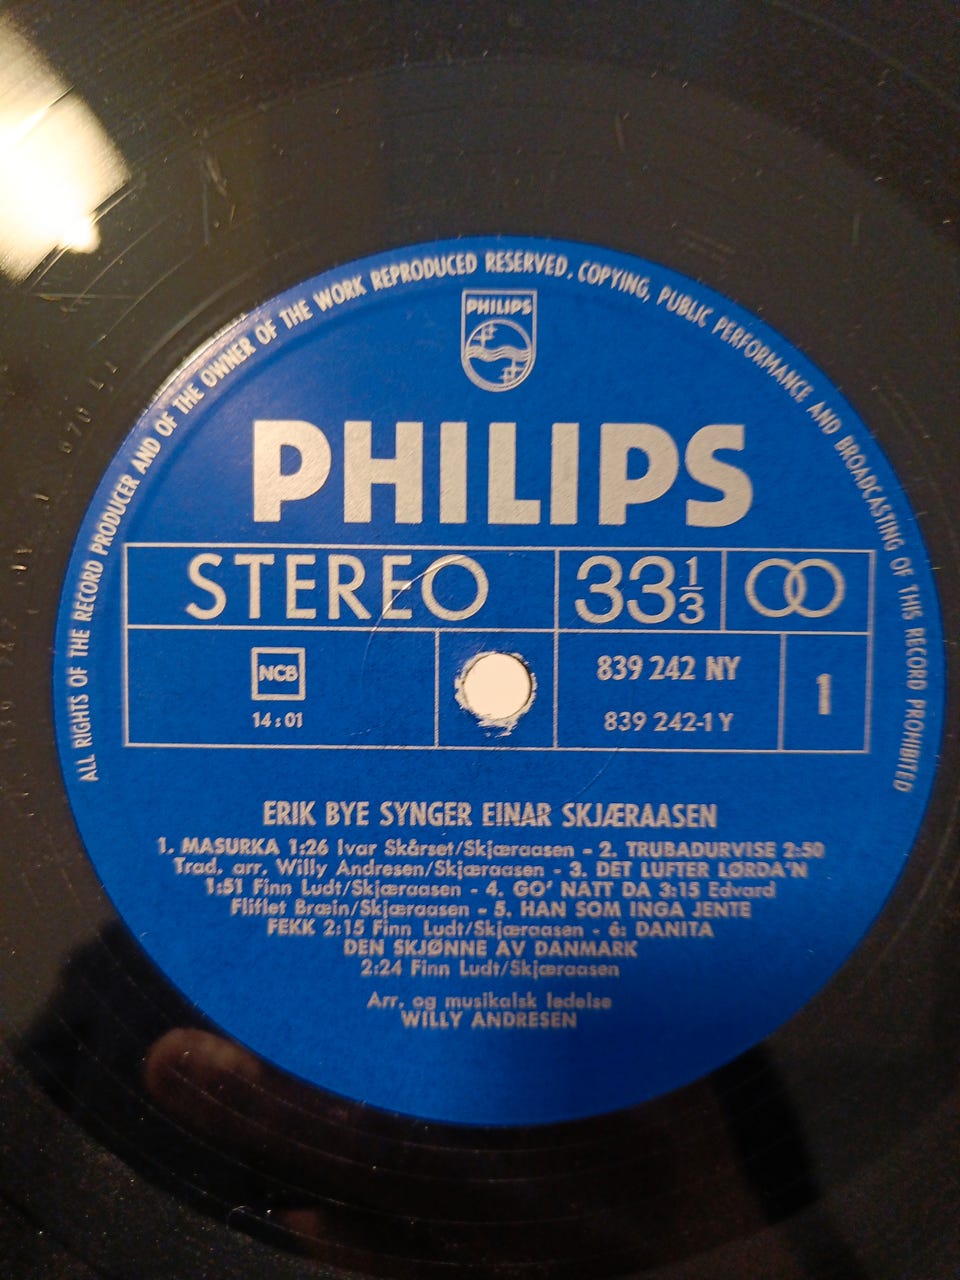 ALL RIGHTS OF THE RECORD PRODUCER AND OF THE OWNER OF THE WORK REPRODUCED RESERVED. COPYING, PUBLIC PERFORMANCE AND BROADCASTING OF THIS RECORD PROHIBITED
PHILIPS
PHILIPS
STEREO 33 1/3
NCB 839 242 NY 1
14:01 839 242-1 Y
ERIK BYE SYNGER EINAR SKJÆRAASEN
1. MASURKA 1:26 Ivar Skårset/Skjæraasen - 2. TRUBADURVISE 2:50
Trad. arr. Willy Andresen/Skjæraasen - 3. DET LUFTER LØRDA'N
1:51 Finn Ludt/Skjæraasen - 4. GO' NATT DA 3:15 Edvard
Fliflet Bræin/Skjæraasen - 5. HAN SOM INGA JENTE
FEKK 2:15 Finn Ludt/Skjæraasen - 6: DANITA
DEN SKJØNNE AV DANMARK
2:24 Finn Ludt/Skjæraasen
Arr. og musikalsk ledelse
WILLY ANDRESEN